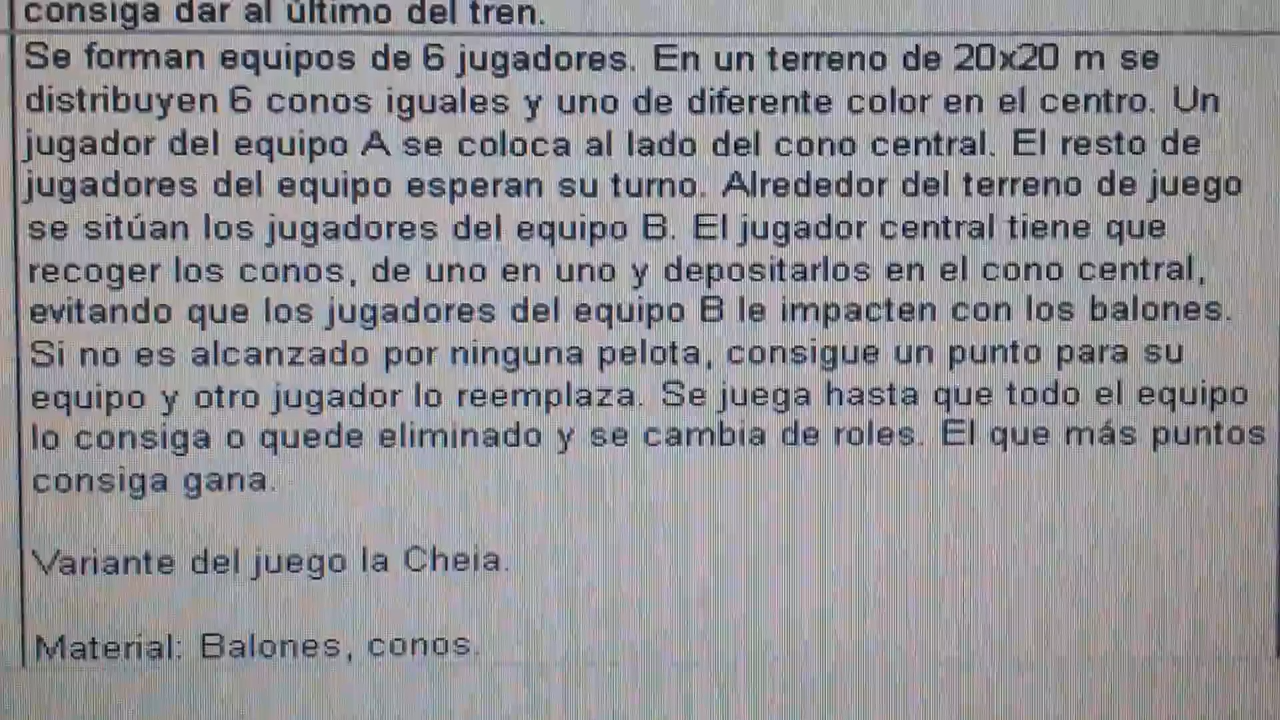 consiga dar al último del tren.
Se forman equipos de 6 jugadores. En un terreno de 20x20 m se
distribuyen 6 conos iguales y uno de diferente color en el centro. Un
jugador del equipo A se coloca al lado del cono central. El resto de
jugadores del equipo esperan su turno. Alrededor del terreno de juego
se sitúan los jugadores del equipo B. El jugador central tiene que
recoger los conos, de uno en uno y depositarlos en el cono central,
evitando que los jugadores del equipo B le impacten con los balones.
Si no es alcanzado por ninguna pelota, consigue un punto para su
equipo y otro jugador lo reemplaza. Se juega hasta que todo el equipo
lo consiga o quede eliminado y se cambia de roles. El que más puntos
consiga gana.
Variante del juego la Cheia.
Material: Balones, conos.